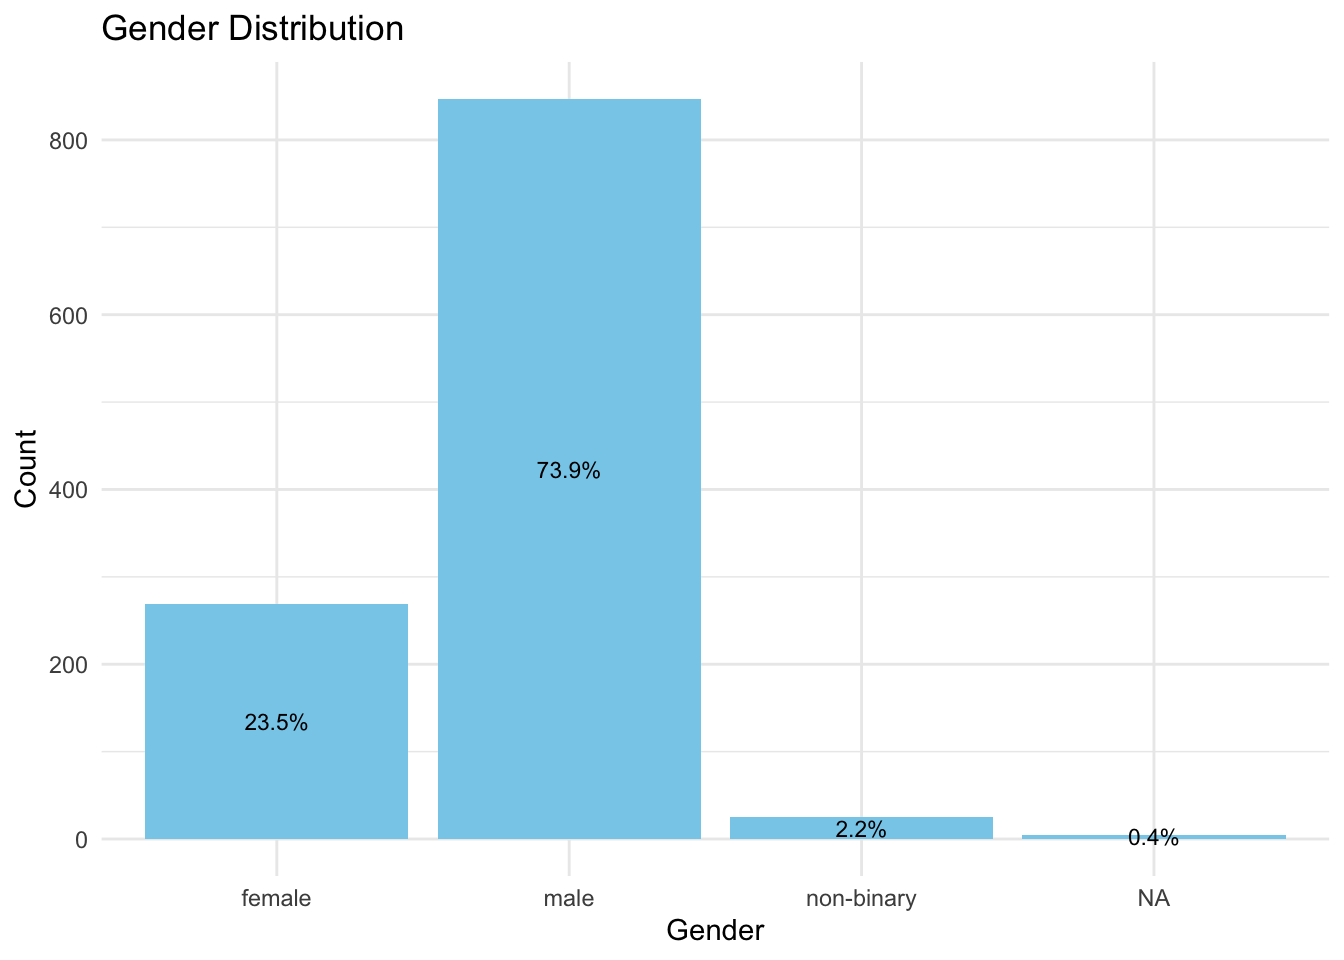 Gender Distribution
800
600
400
200
0
Count
73.9%
23.5%
2.2%
0.4%
female
male
non-binary
NA
Gender